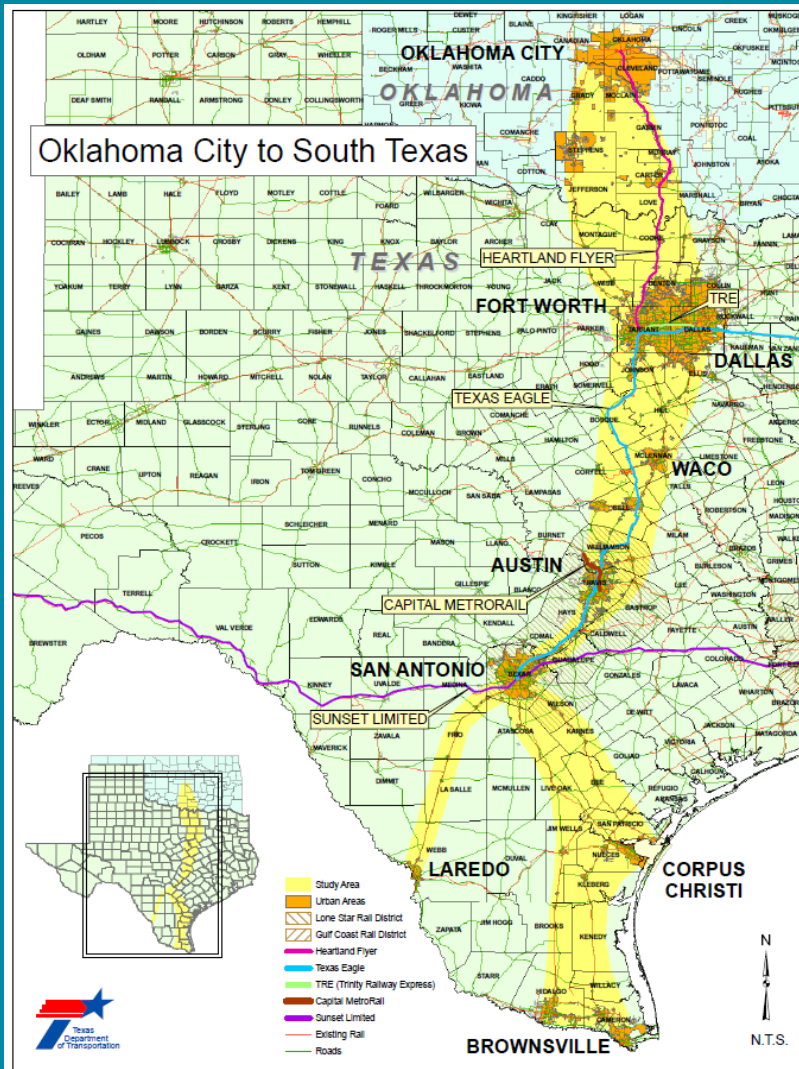 HARTLEY
MOORE
HUTCHINSON
ROBERTS
HEMPHILL
DEWEY
BLAINE
KINGFISHER
LOGAN
CREEK
ROGER MILLS
CUSTER
CANADIAN
OKLAHOMA
LINCOLN
OKFUSKEE
OLDHAM
POTTER
CARSON
GRAY
WHEELER
OKLAHOMA CITY
BECKHAM
WASHITA
CADDO
CLEVELAND
POTTAWATOMIE
SEMINOLE
HUGHES
DEAF SMITH
RANDALL
ARMSTRONG
DONLEY
COLLINGSWORTH
GREER
KIOWA
OKLAHOMA
GRADY
MCCLAIN
PONTOTOC
COAL
GARVIN
COMANCHE
STEPHENS
MURRAY
JOHNSTON
ATOKA
Oklahoma City to South Texas
COTTON
JEFFERSON
CARTER
LOVE
MARSHALL
BRYAN
BAILEY
LAMB
HALE
FLOYD
MOTLEY
COTTLE
FOARD
WILBARGER
WICHITA
CLAY
MONTAGUE
COOKE
GRAYSON
FANNIN
COCHRAN
HOCKLEY
LUBBOCK
CROSBY
DICKENS
KING
KNOX
BAYLOR
ARCHER
TEXAS
HEARTLAND FLYER
YOAKUM
TERRY
LYNN
GARZA
KENT
STONEWALL
HASKELL
THROCKMORTON
YOUNG
JACK
WISE
DENTON
COLLIN
TRE
FORT WORTH
ROCKWALL
GAINES
DAWSON
BORDEN
SCURRY
FISHER
JONES
SHACKELFORD
STEPHENS
PALO PINTO
PARKER
TARRANT
DALLAS
KAUFMAN
DALLAS
ANDREWS
MARTIN
HOWARD
MITCHELL
NOLAN
TAYLOR
CALLAHAN
EASTLAND
ERATH
HOOD
SOMERVELL
JOHNSON
ELLIS
TEXAS EAGLE
NAVARRO
COMANCHE
BOSQUE
HILL
FREESTONE
WINKLER
ECTOR
MIDLAND
GLASSCOCK
STERLING
COKE
RUNNELS
COLEMAN
BROWN
HAMILTON
MCLENNAN
LIMESTONE
WACO
WARD
CRANE
UPTON
REAGAN
IRION
TOM GREEN
CONCHO
MCCULLOCH
SAN SABA
MILLS
LAMPASAS
CORYELL
FALLS
LEON
REEVES
BELL
ROBERTSON
PECOS
CROCKETT
SCHLEICHER
MENARD
MASON
LLANO
BURNET
WILLIAMSON
MILAM
BRAZOS
GRIMES
SUTTON
KIMBLE
AUSTIN
BURLESON
GILLESPIE
BLANCO
TRAVIS
LEE
WASHINGTON
TERRELL
CAPITAL METRORAIL
BASTROP
VAL VERDE
EDWARDS
KENDALL
HAYS
FAYETTE
AUSTIN
REAL
BANDERA
COMAL
CALDWELL
BREWSTER
SAN ANTONIO
GUADALUPE
COLORADO
KINNEY
UVALDE
MEDINA
BEXAR
GONZALES
LAVACA
WHARTON
SUNSET LIMITED
WILSON
DE WITT
JACKSON
MATAGORDA
MAVERICK
ZAVALA
FRIO
ATASCOSA
KARNES
VICTORIA
GOLIAD
CALHOUN
DIMMIT
LA SALLE
MCMULLEN
LIVE OAK
BEE
REFUGIO
ARANSAS
SAN PATRICIO
JIM WELLS
WEBB
DUVAL
NUECES
LAREDO
CORPUS
CHRISTI
KLEBERG
ZAPATA
JIM HOGG
BROOKS
KENEDY
STARR
HIDALGO
WILLACY
CAMERON
BROWNSVILLE
Study Area
Urban Areas
Lone Star Rail District
Gulf Coast Rail District
Heartland Flyer
Texas Eagle
TRE (Trinity Railway Express)
Capital MetroRail
Sunset Limited
Existing Rail
Roads
Texas
Department
of Transportation
N
N.T.S.